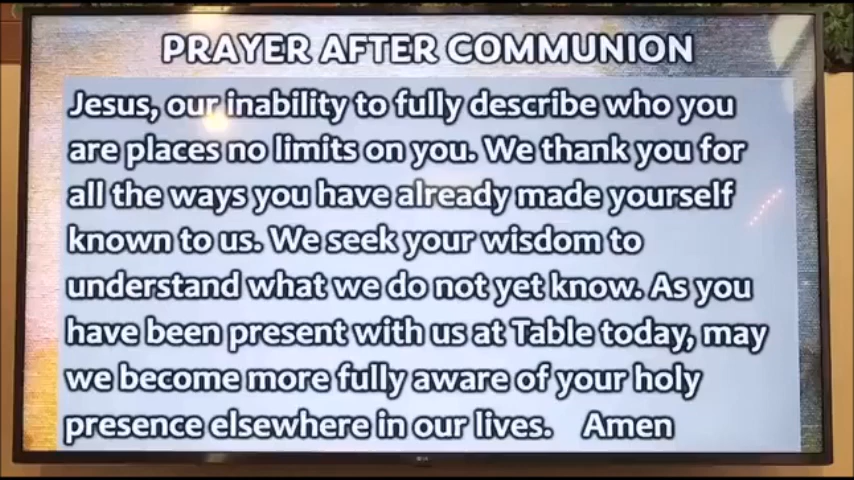 PRAYER AFTER COMMUNION
Jesus, our inability to fully describe who you
are places no limits on you. We thank you for
all the ways you have already made yourself
known to us. We seek your wisdom to
understand what we do not yet know. As you
have been present with us at Table today, may
we become more fully aware of your holy
presence elsewhere in our lives. Amen